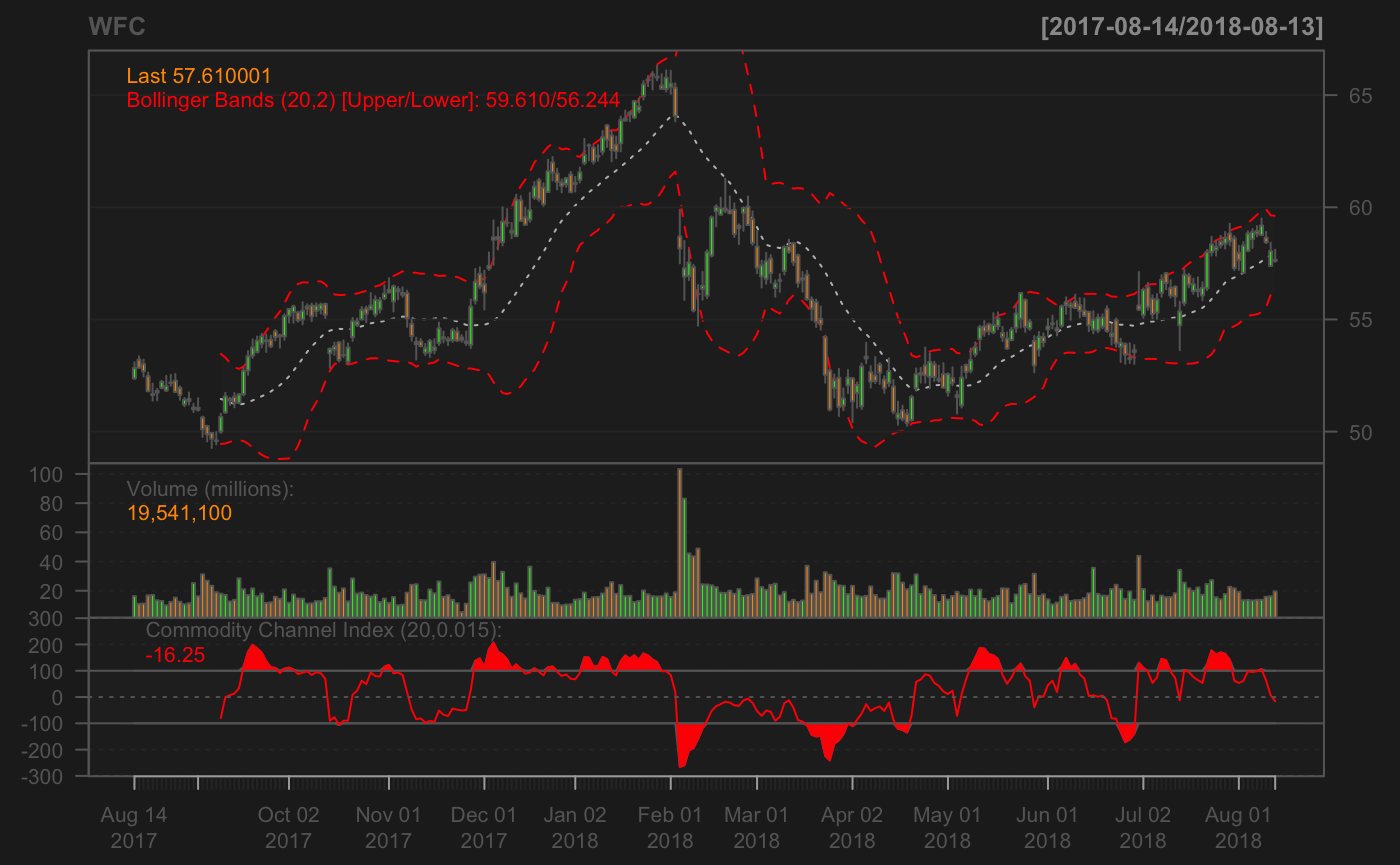 WFC [2017-08-14/2018-08-13]
Last 57.610001
Bollinger Bands (20,2) [Upper/Lower]: 59.610/56.244
65
60
55
50
Volume (millions):
19,541,100
100
80
60
40
20
Commodity Channel Index (20,0.015):
-16.25
300
200
100
0
-100
-200
-300
Aug 14 Oct 02 Nov 01 Dec 01 Jan 02 Feb 01 Mar 01 Apr 02 May 01 Jun 01 Jul 02 Aug 01
2017 2017 2017 2017 2018 2018 2018 2018 2018 2018 2018 2018